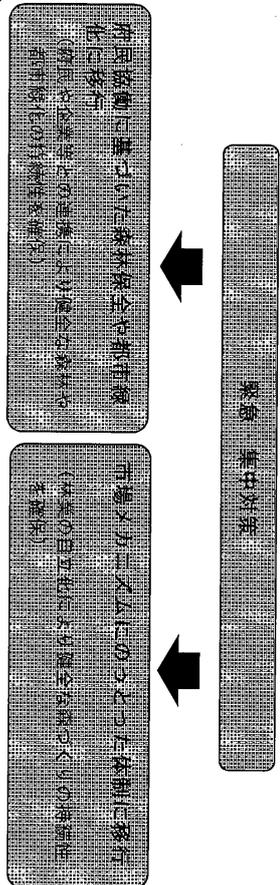 緊急・集中対策
府民協働に基づいた森林保全や都市緑
化に移行
(府民や企業等との連携により健全な森林や
都市緑化の持続性を確保)
市場メカニズムにのっとった体制に移行
(林業の自立化により健全な森づくりの持続性
を確保)